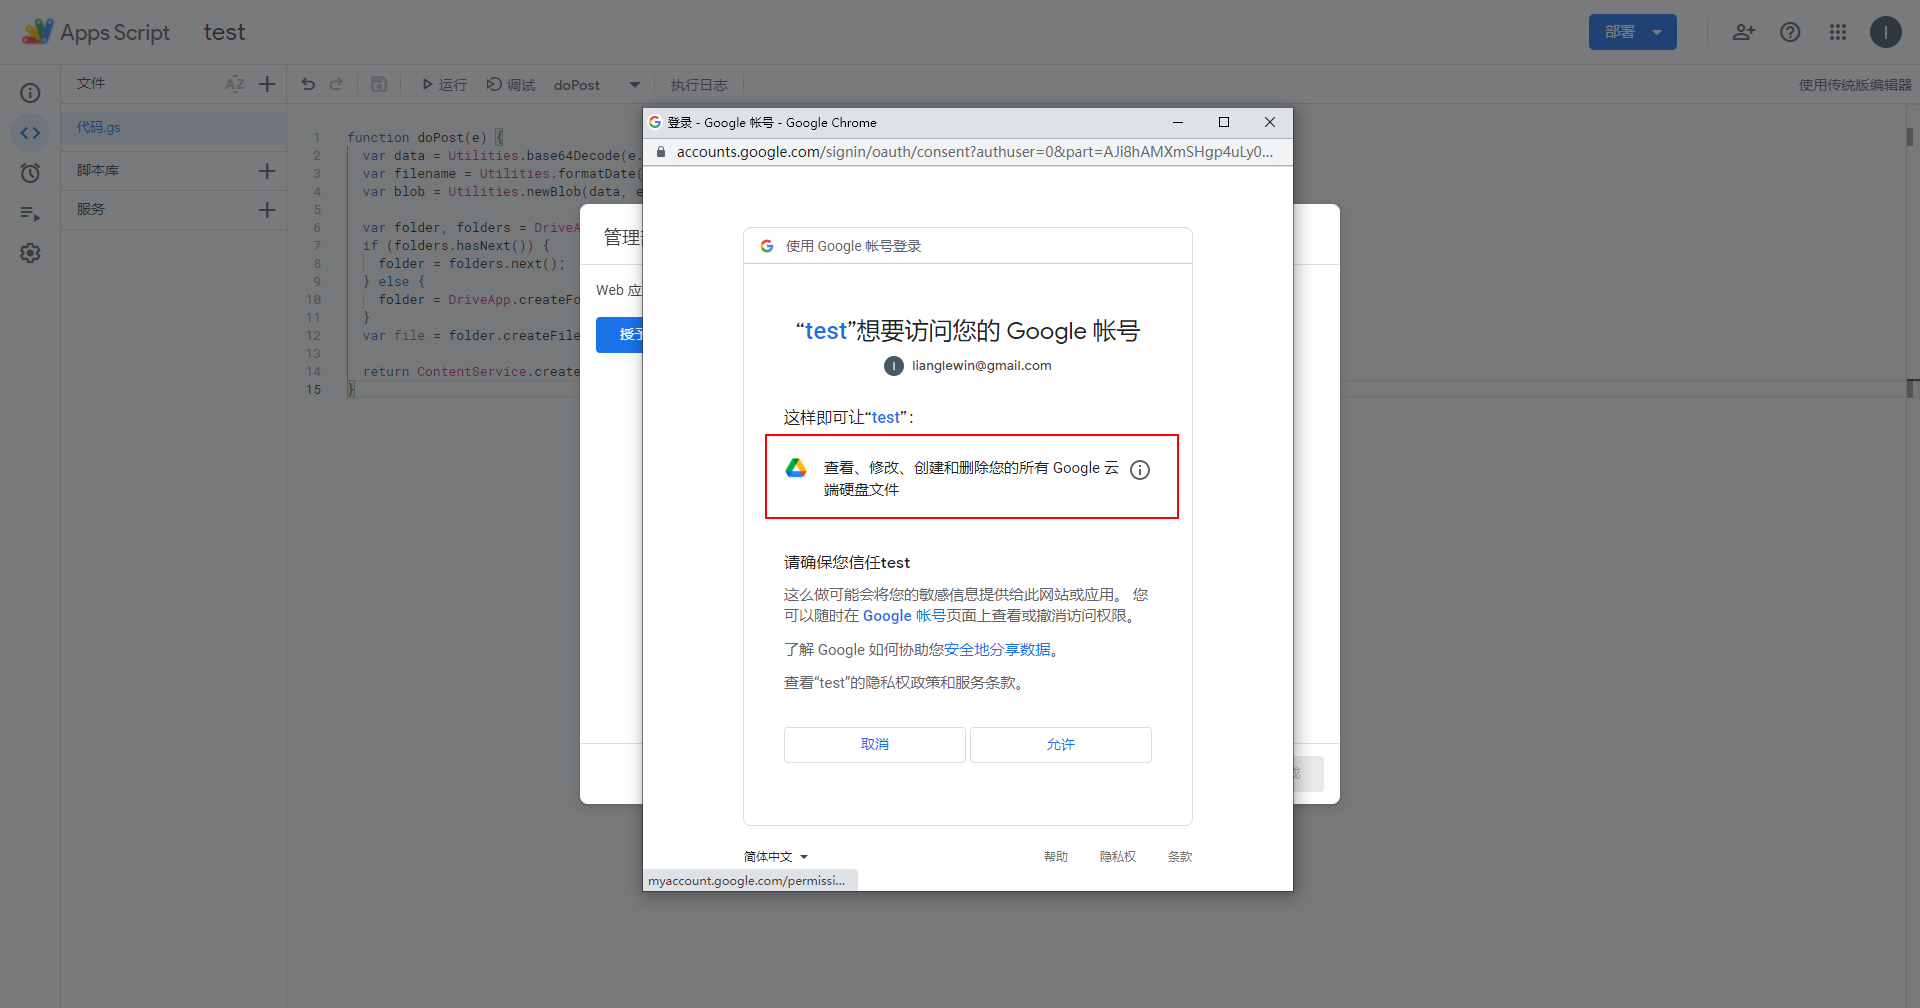 Apps Script
test
部署
I
文件
运行
调试
doPost
执行日志
使用传统版编辑器
代码.gs
脚本库
服务
1 function doPost(e) {
2 var data = Utilities.base64Decode(e.
3 var filename = Utilities.formatDate(
4 var blob = Utilities.newBlob(data, e
5
6 var folder, folders = DriveA
7 if (folders.hasNext()) {
8 folder = folders.next();
9 } else {
10 folder = DriveApp.createFo
11 }
12 var file = folder.createFile
13
14 return ContentService.create
15 }
管理
Web 应
授予
登录 - Google 帐号 - Google Chrome
accounts.google.com/signin/oauth/consent?authuser=0&part=AJi8hAMXmSHgp4uLy0...
使用 Google 帐号登录
“test”想要访问您的 Google 帐号
lianglewin@gmail.com
这样即可让“test”：
查看、修改、创建和删除您的所有 Google 云
端硬盘文件
请确保您信任test
这么做可能会将您的敏感信息提供给此网站或应用。 您
可以随时在 Google 帐号页面上查看或撤消访问权限。
了解 Google 如何协助您安全地分享数据。
查看“test”的隐私权政策和服务条款。
取消
允许
简体中文
帮助
隐私权
条款
myaccount.google.com/permissi...